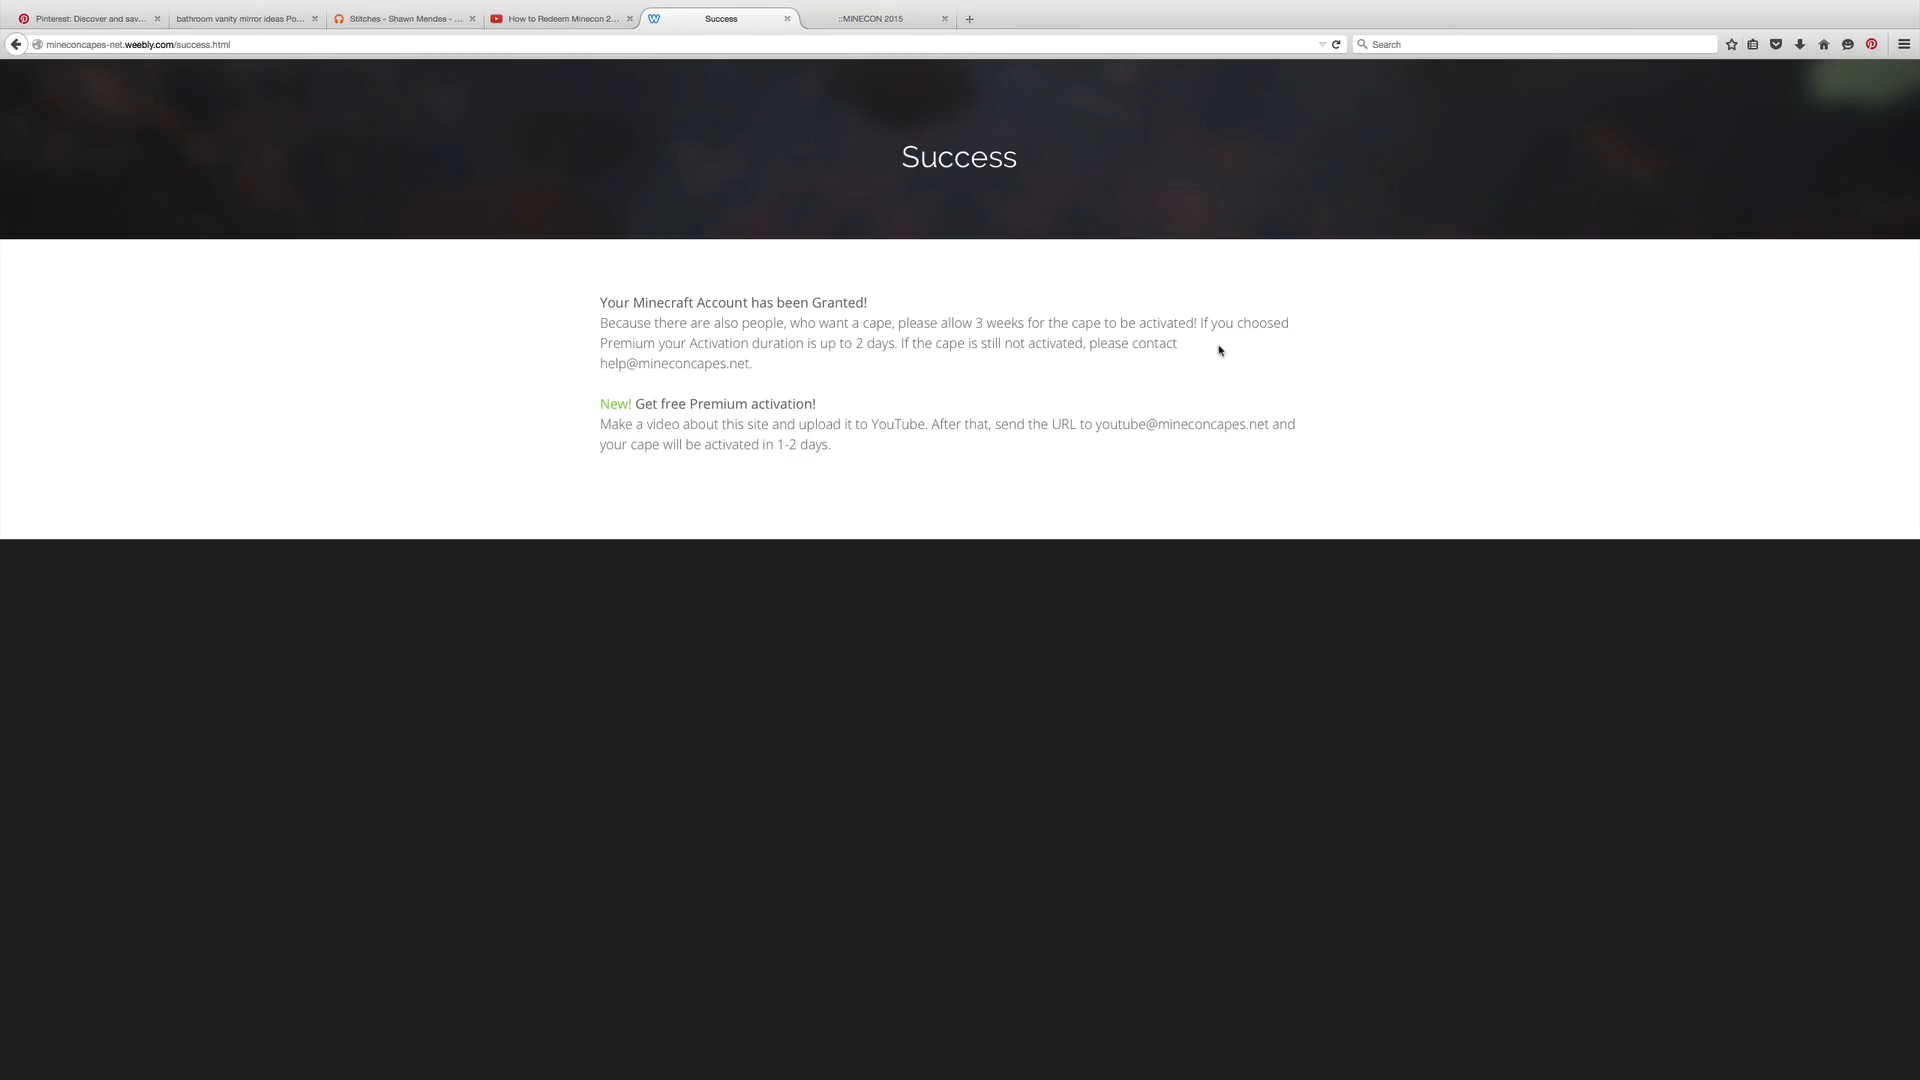 Pinterest: Discover and sav...
bathroom vanity mirror ideas Po...
Stitches - Shawn Mendes - ...
How to Redeem Minecon 2...
Success
::MINECON 2015
mineconcapes-net.weebly.com/success.html
Search
Success
Your Minecraft Account has been Granted!
Because there are also people, who want a cape, please allow 3 weeks for the cape to be activated! If you choosed
Premium your Activation duration is up to 2 days. If the cape is still not activated, please contact
help@mineconcapes.net.
New! Get free Premium activation!
Make a video about this site and upload it to YouTube. After that, send the URL to youtube@mineconcapes.net and
your cape will be activated in 1-2 days.